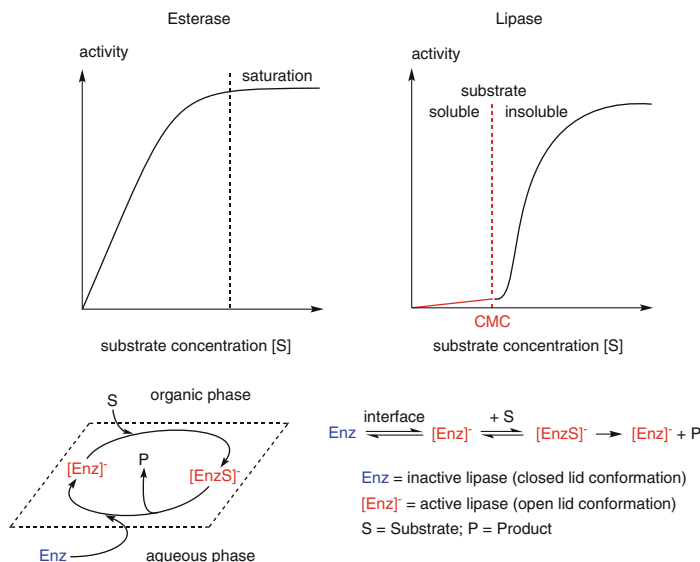 Esterase
activity
saturation
substrate concentration [S]
Lipase
activity
substrate
soluble insoluble
CMC
substrate concentration [S]
organic phase
S
[Enz]⁻
P
[EnzS]⁻
Enz
aqueous phase
interface + S
Enz [Enz]⁻ [EnzS]⁻ [Enz]⁻ + P
Enz = inactive lipase (closed lid conformation)
[Enz]⁻ = active lipase (open lid conformation)
S = Substrate; P = Product